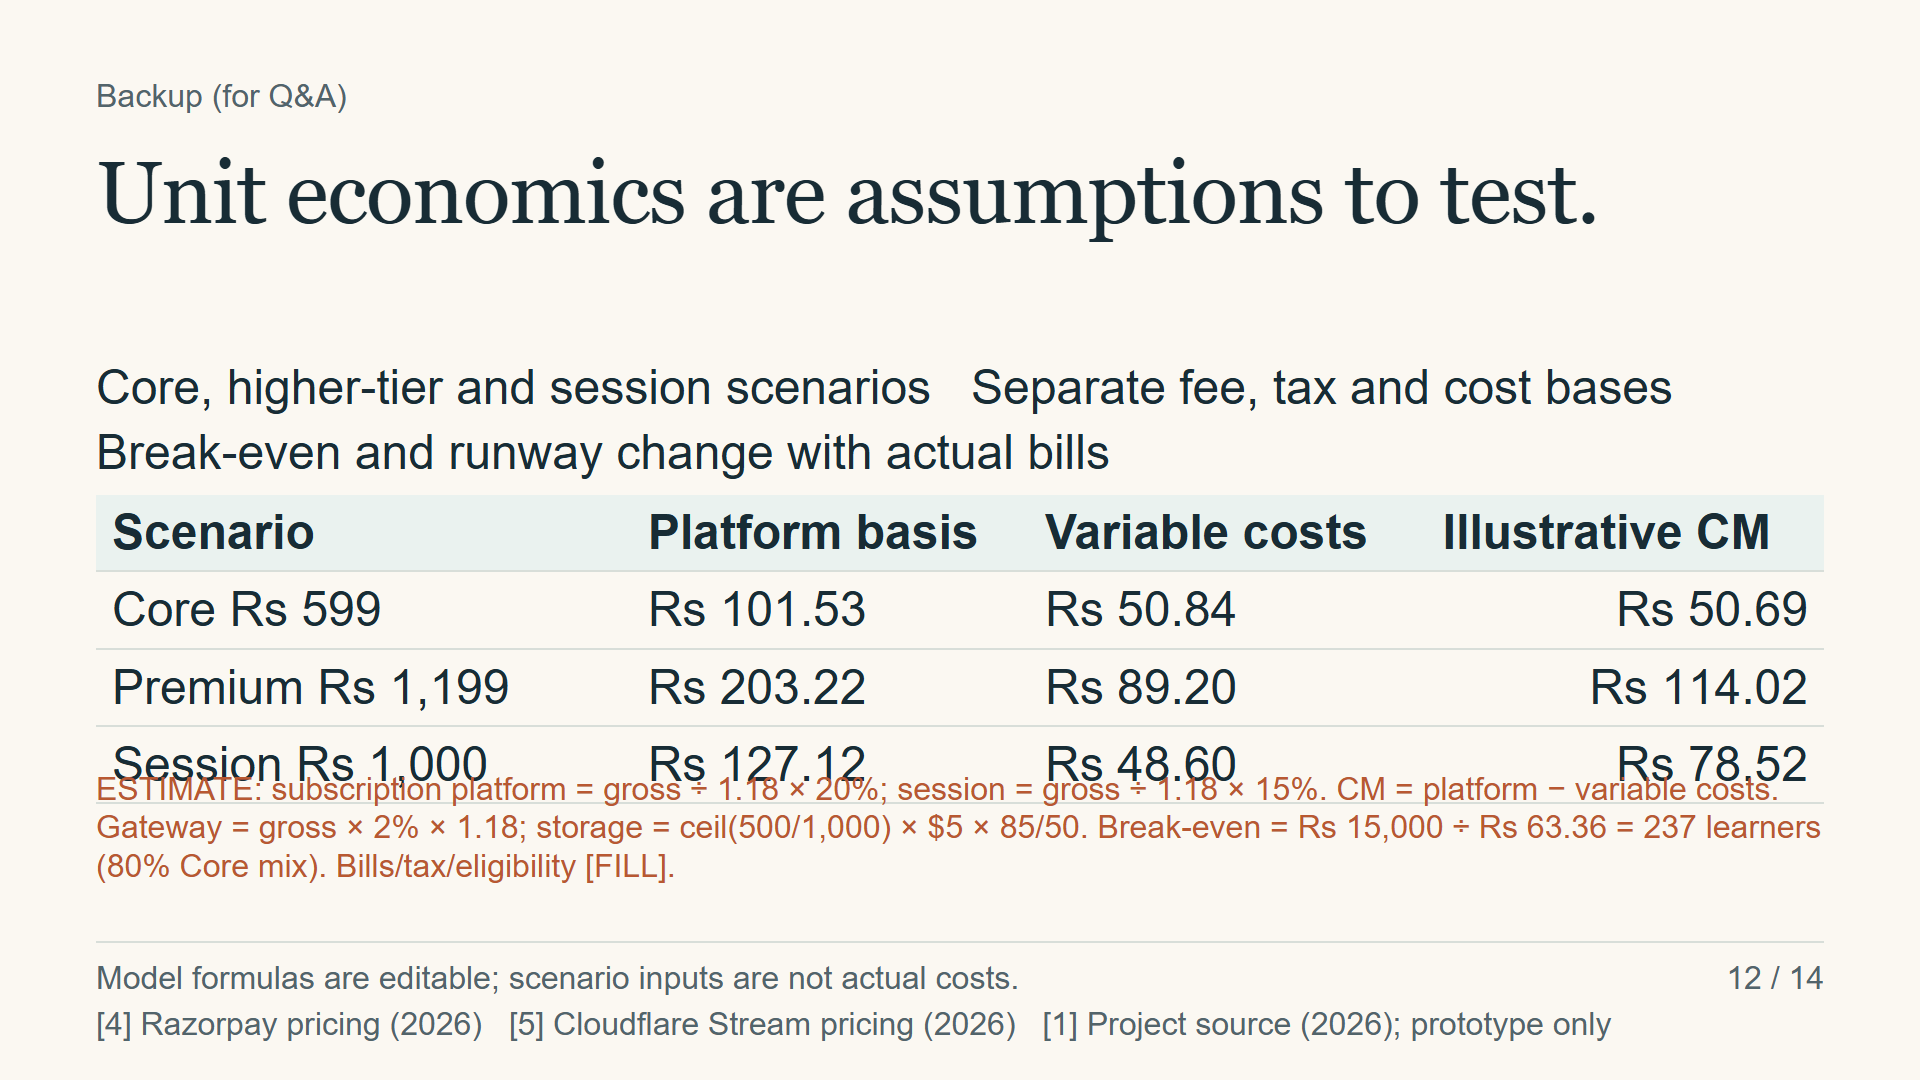 Backup (for Q&A)
Unit economics are assumptions to test.
Core, higher-tier and session scenarios   Separate fee, tax and cost bases
Break-even and runway change with actual bills
Scenario   Platform basis   Variable costs   Illustrative CM
Core Rs 599   Rs 101.53   Rs 50.84   Rs 50.69
Premium Rs 1,199   Rs 203.22   Rs 89.20   Rs 114.02
Session Rs 1,000   Rs 127.12   Rs 48.60   Rs 78.52
ESTIMATE: subscription platform = gross ÷ 1.18 × 20%; session = gross ÷ 1.18 × 15%. CM = platform − variable costs.
Gateway = gross × 2% × 1.18; storage = ceil(500/1,000) × $5 × 85/50. Break-even = Rs 15,000 ÷ Rs 63.36 = 237 learners
(80% Core mix). Bills/tax/eligibility [FILL].
Model formulas are editable; scenario inputs are not actual costs.   12 / 14
[4] Razorpay pricing (2026)   [5] Cloudflare Stream pricing (2026)   [1] Project source (2026); prototype only